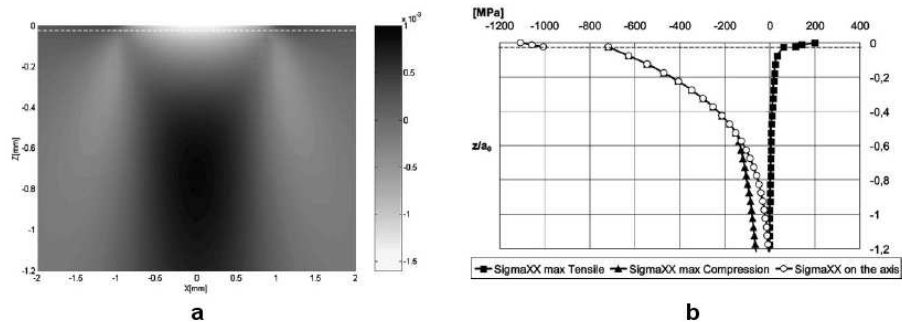 0
-0.2
-0.4
-0.6
-0.8
-1
-1.2
Z[mm]
-2 -1.5 -1 -0.5 0 0.5 1 1.5 2
X[mm]
x 10⁻³
1
0.5
0
-0.5
-1
-1.5
a
[MPa]
-1200 -1000 -800 -600 -400 -200 0 200 400
0
-0,2
-0,4
-0,6
-0,8
-1
-1,2
z/a₀
SigmaXX max Tensile SigmaXX max Compression SigmaXX on the axis
b